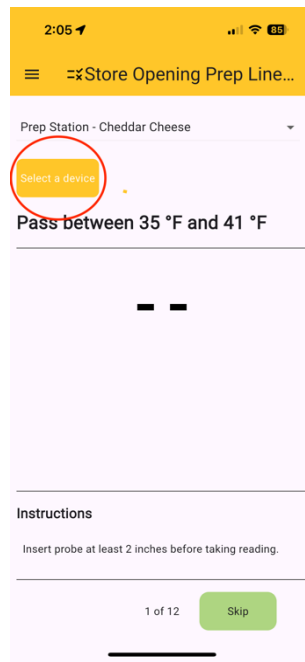 2:05
85
Store Opening Prep Line...
Prep Station - Cheddar Cheese
Select a device
Pass between 35 °F and 41 °F
- -
Instructions
Insert probe at least 2 inches before taking reading.
1 of 12
Skip